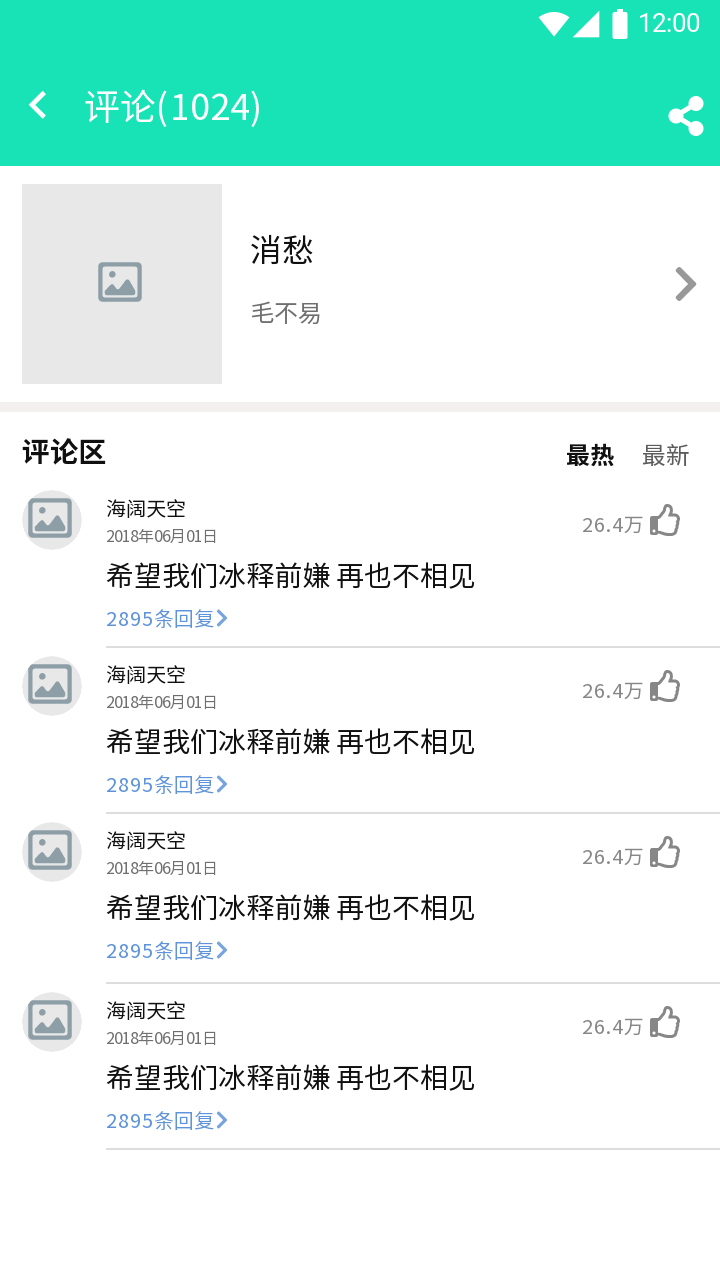 12:00
评论(1024)
消愁
毛不易
评论区
最热 最新
海阔天空
2018年06月01日
26.4万
希望我们冰释前嫌 再也不相见
2895条回复
海阔天空
2018年06月01日
26.4万
希望我们冰释前嫌 再也不相见
2895条回复
海阔天空
2018年06月01日
26.4万
希望我们冰释前嫌 再也不相见
2895条回复
海阔天空
2018年06月01日
26.4万
希望我们冰释前嫌 再也不相见
2895条回复